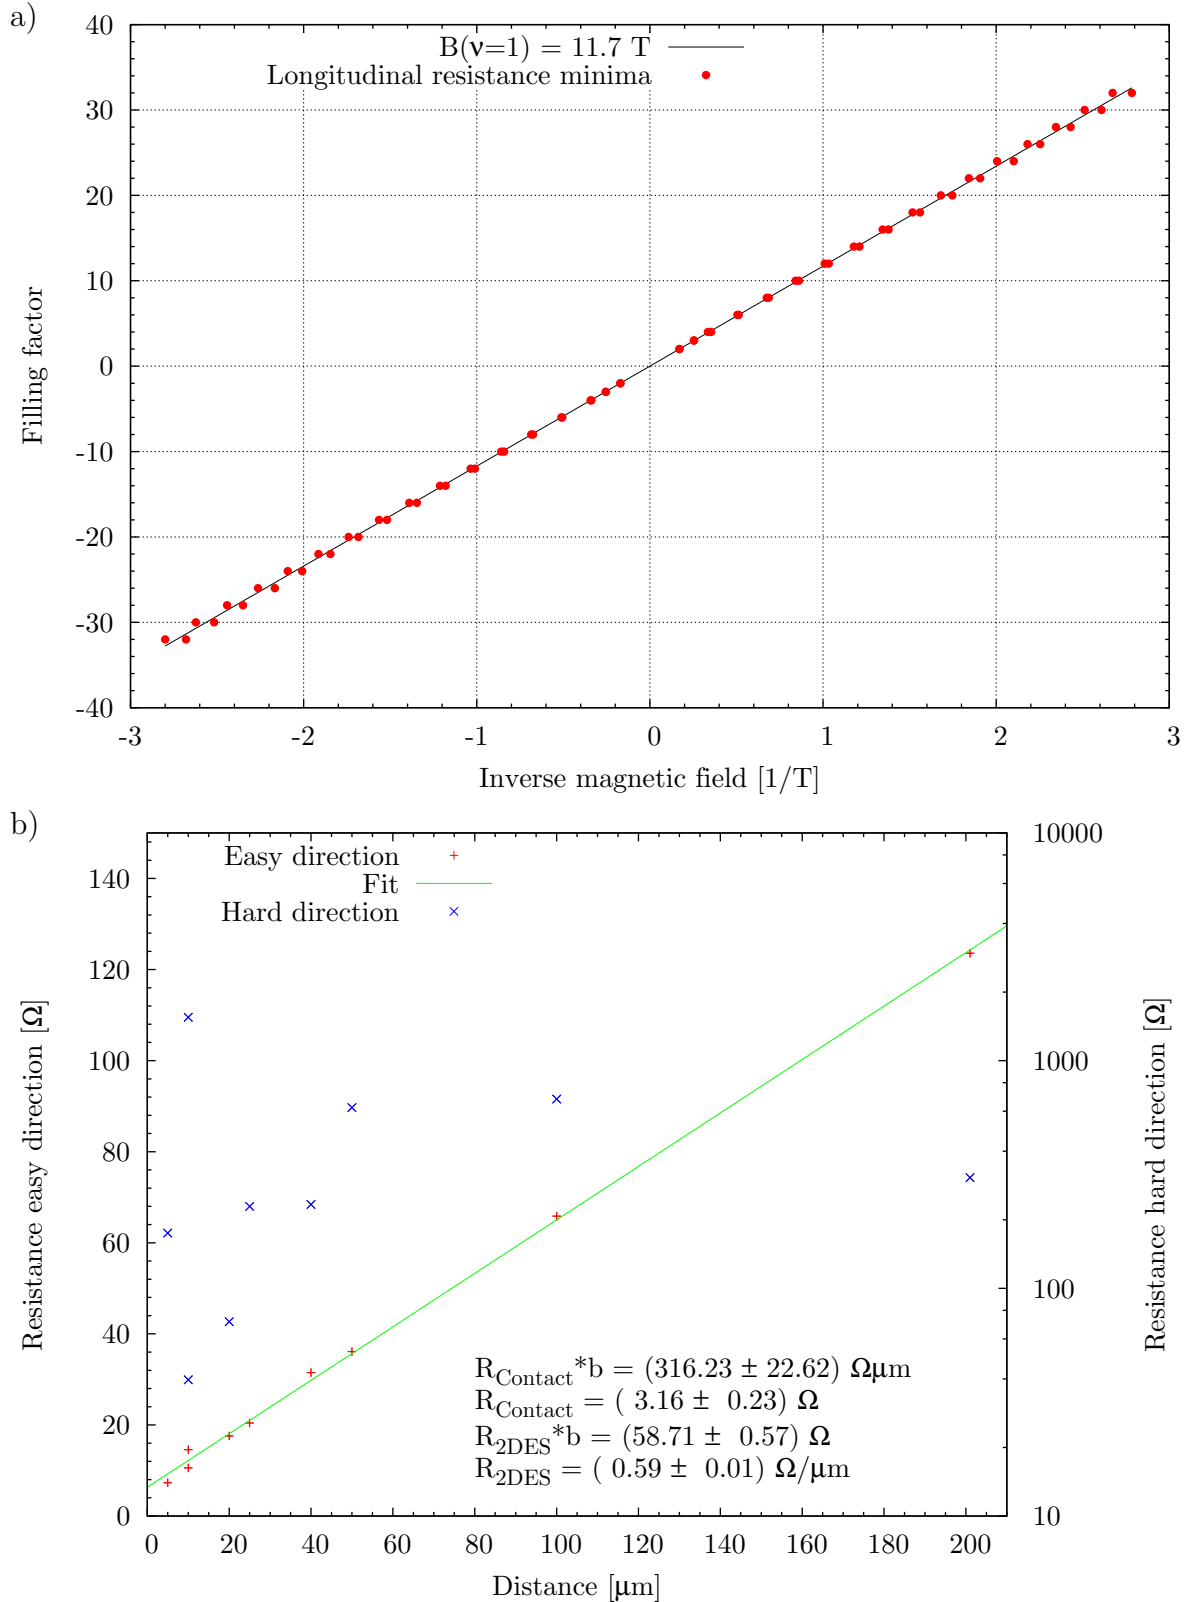 a)
B(ν=1) = 11.7 T
Longitudinal resistance minima
40
30
20
10
0
-10
-20
-30
-40
Filling factor
-3 -2 -1 0 1 2 3
Inverse magnetic field [1/T]
b)
Easy direction
Fit
Hard direction
140
120
100
80
60
40
20
0
Resistance easy direction [Ω]
10000
1000
100
10
Resistance hard direction [Ω]
R_Contact*b = (316.23 ± 22.62) Ωμm
R_Contact = ( 3.16 ± 0.23) Ω
R_2DES*b = (58.71 ± 0.57) Ω
R_2DES = ( 0.59 ± 0.01) Ω/μm
0 20 40 60 80 100 120 140 160 180 200
Distance [μm]